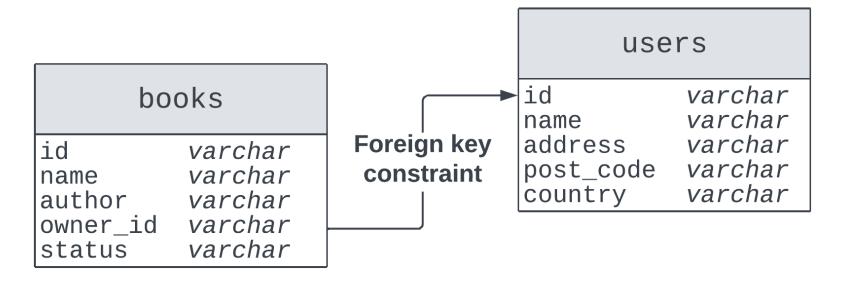 books
id varchar
name varchar
author varchar
owner_id varchar
status varchar
Foreign key
constraint
users
id varchar
name varchar
address varchar
post_code varchar
country varchar